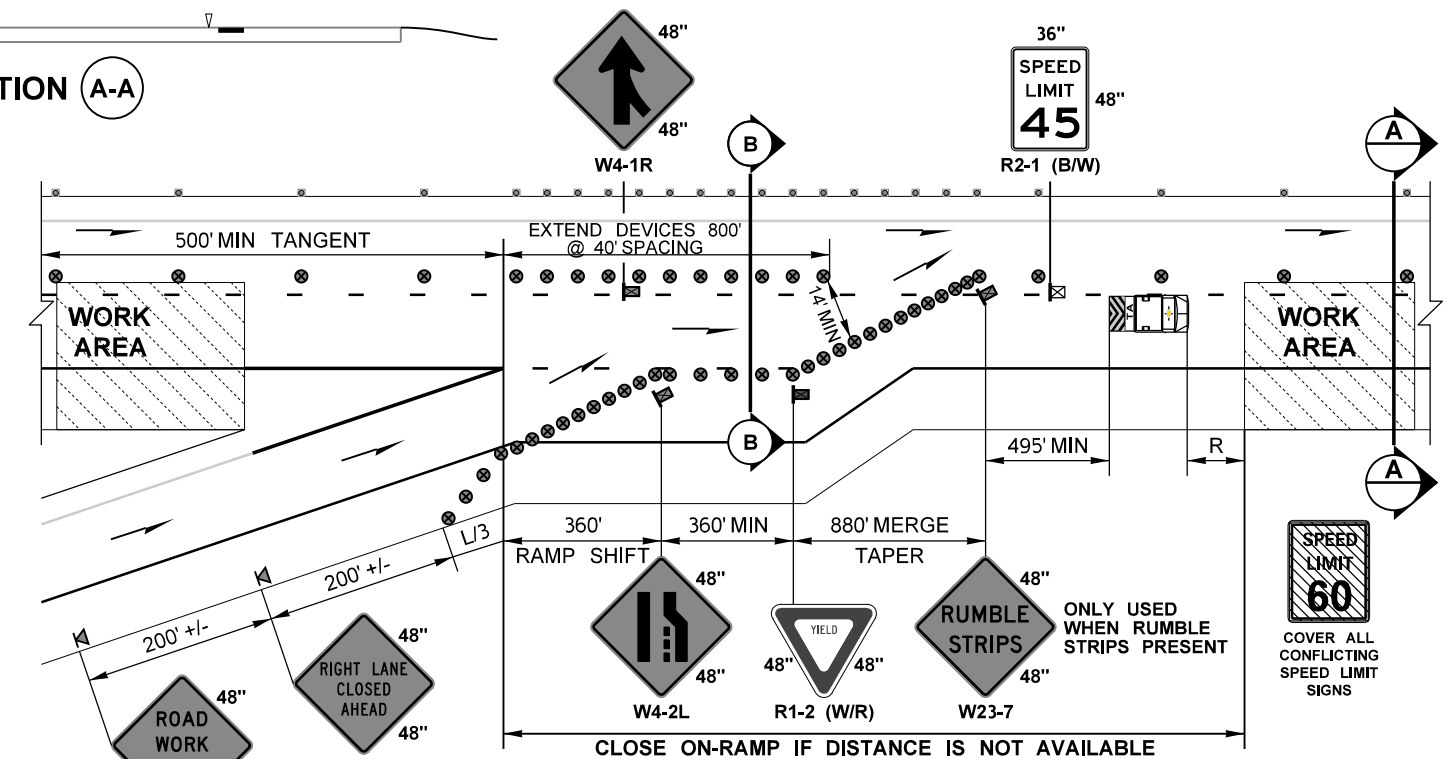 TION A-A
48"
48"
W4-1R
36"
SPEED
LIMIT
45
48"
R2-1 (B/W)
B
A
500' MIN TANGENT
EXTEND DEVICES 800'
@ 40' SPACING
14' MIN
TA
WORK
AREA
WORK
AREA
B
495' MIN
R
A
L/3
360'
RAMP SHIFT
360' MIN
880' MERGE
TAPER
200' +/-
200' +/-
48"
48"
W4-2L
YIELD
48"
48"
R1-2 (W/R)
RUMBLE
STRIPS
48"
48"
W23-7
ONLY USED
WHEN RUMBLE
STRIPS PRESENT
SPEED
LIMIT
60
COVER ALL
CONFLICTING
SPEED LIMIT
SIGNS
RIGHT LANE
CLOSED
AHEAD
48"
48"
ROAD
WORK
48"
CLOSE ON-RAMP IF DISTANCE IS NOT AVAILABLE